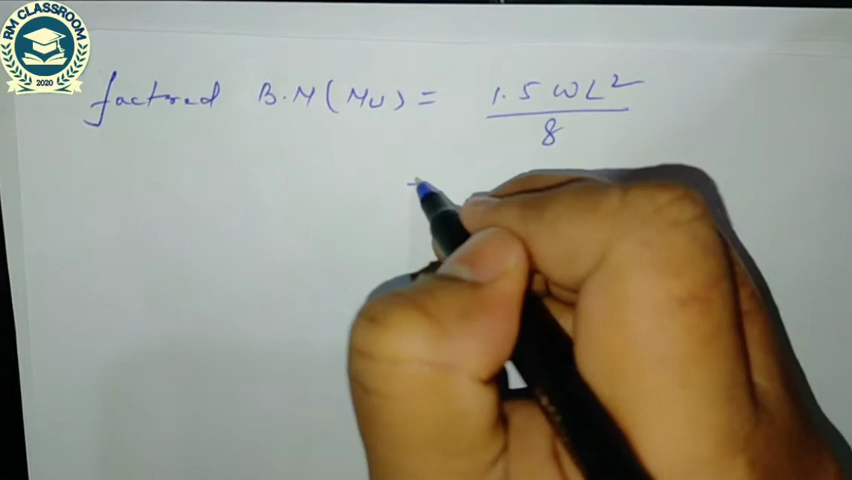 RM CLASSROOM
2020
factored B.M (Mu) = 1.5 WL²
8